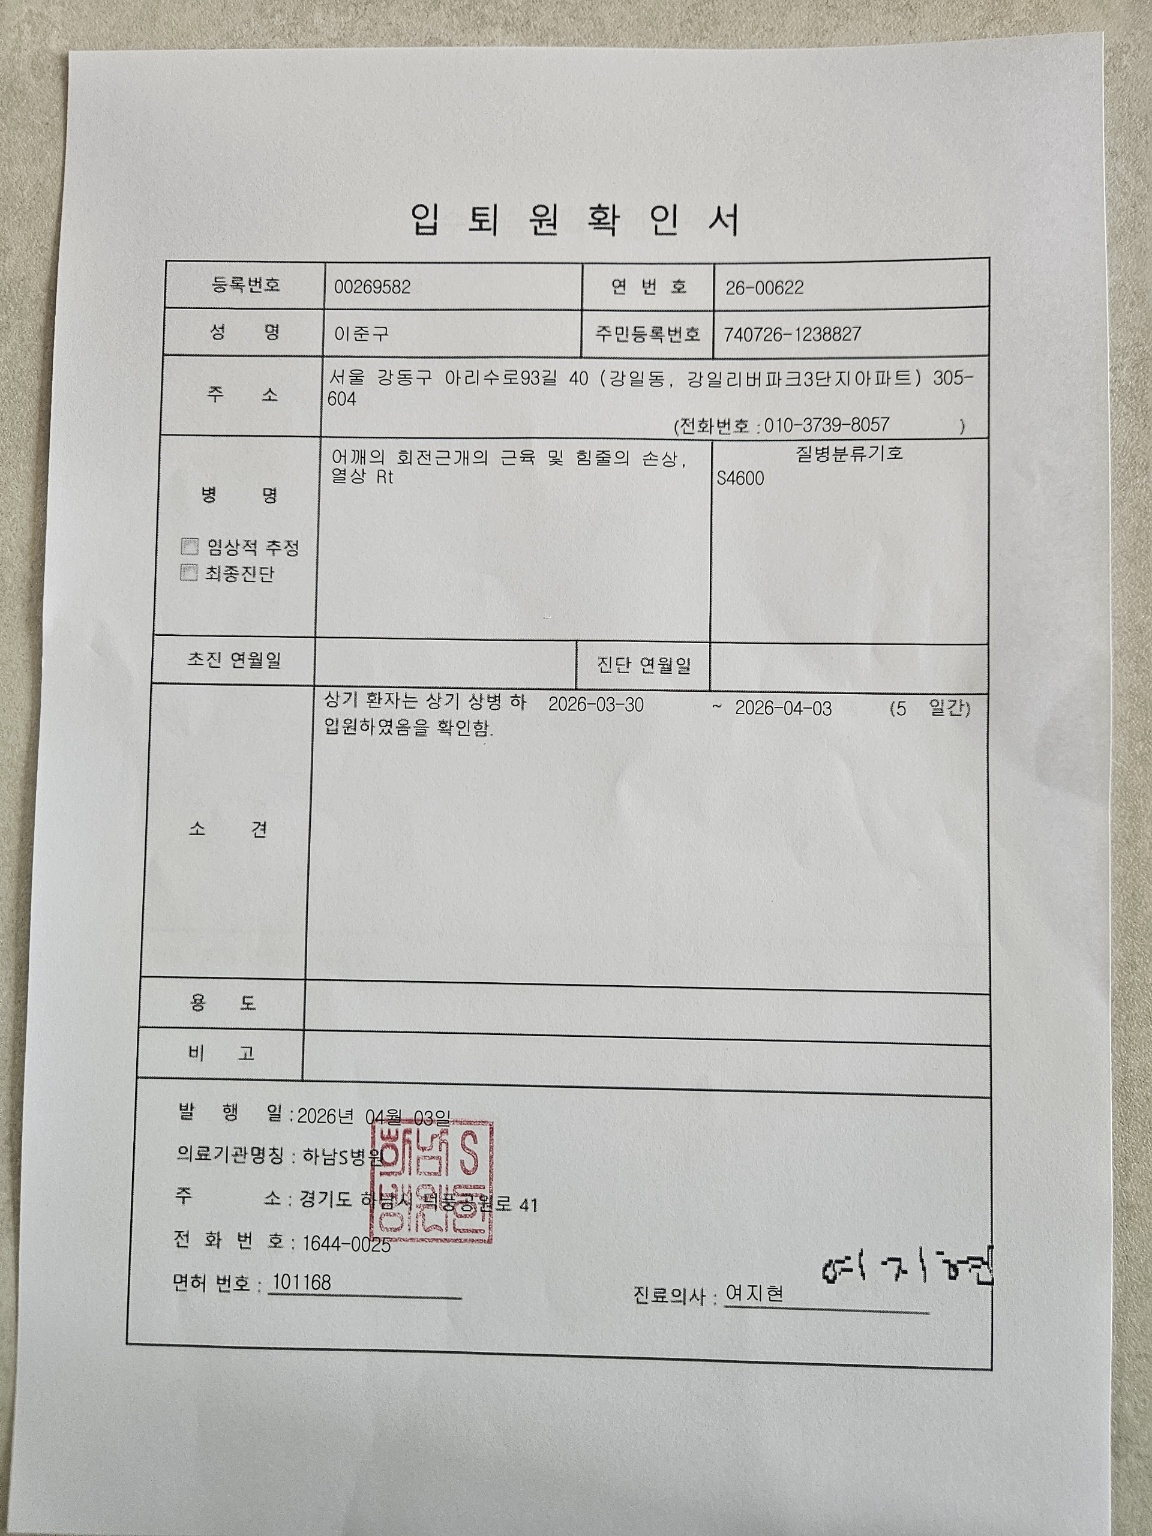 입 퇴 원 확 인 서
등록번호 00269582 연 번 호 26-00622
성 명 이준구 주민등록번호 740726-1238827
주 소 서울 강동구 아리수로93길 40 (강일동, 강일리버파크3단지아파트) 305-
604
(전화번호 : 010-3739-8057 )
병 명 어깨의 회전근개의 근육 및 힘줄의 손상, 질병분류기호
열상 Rt S4600
임상적 추정
최종진단
초진 연월일 진단 연월일
소 견 상기 환자는 상기 상병 하 2026-03-30 ~ 2026-04-03 (5 일간)
입원하였음을 확인함.
용 도
비 고
발 행 일 : 2026년 04월 03일
의료기관명칭 : 하남S병원
주 소 : 경기도 하남시 덕풍공원로 41
전 화 번 호 : 1644-0025
면허 번호 : 101168
진료의사 : 여지현 여지현
하남S
병원인